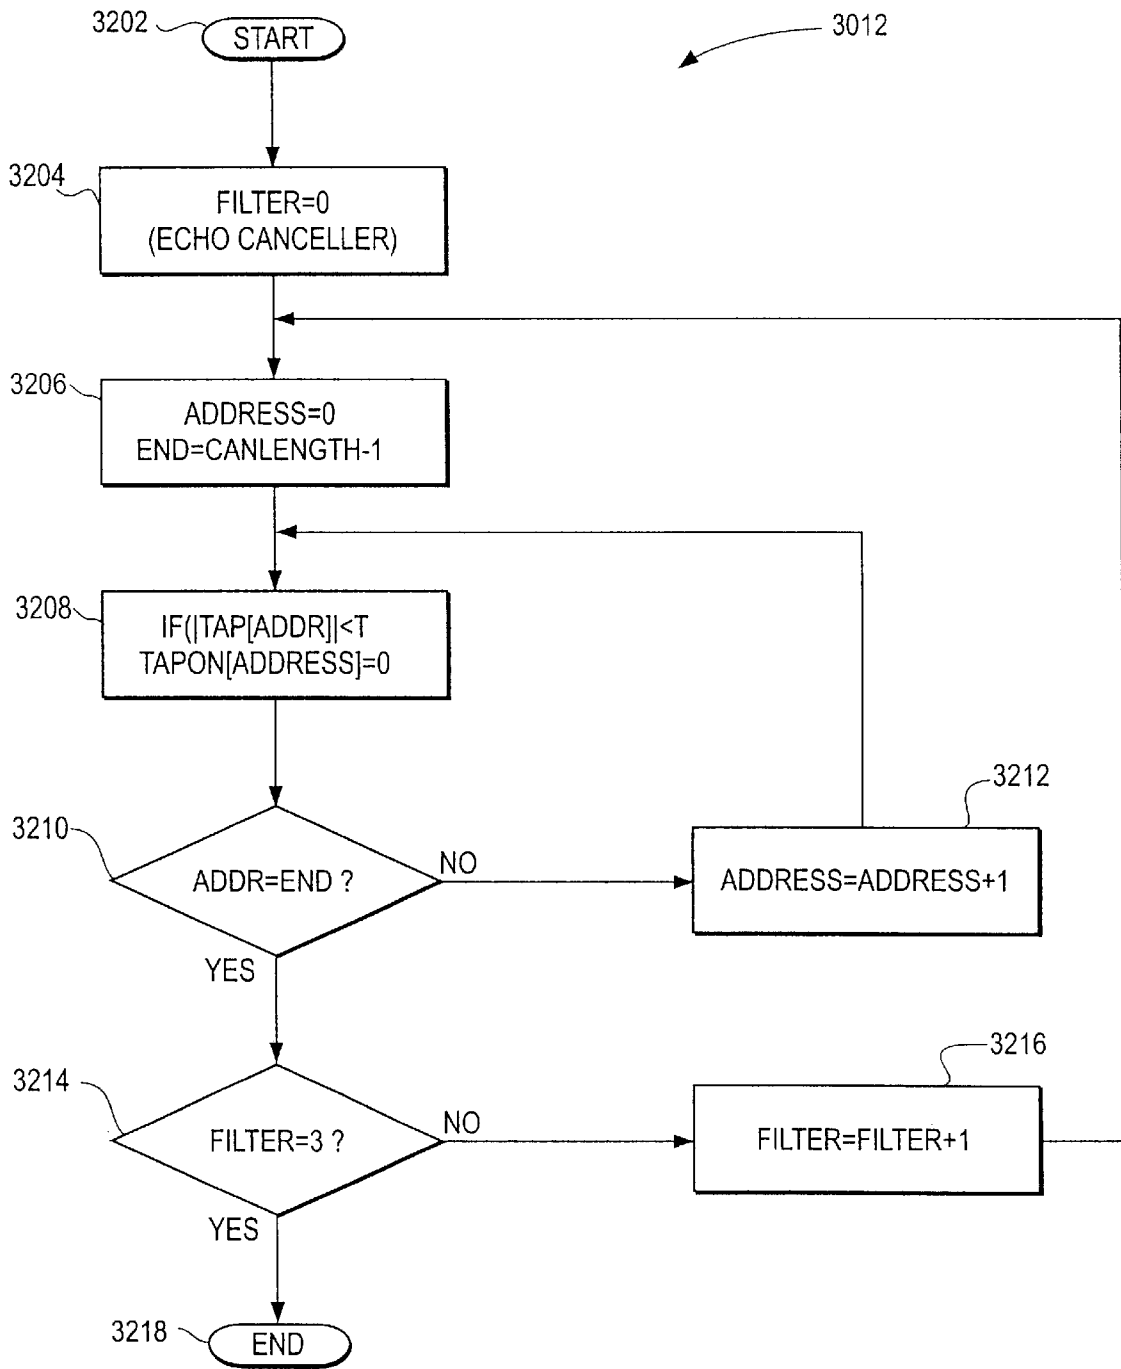 3202
START
3012
3204
FILTER=0
(ECHO CANCELLER)
3206
ADDRESS=0
END=CANLENGTH-1
3208
IF(|TAP[ADDR]|<T
TAPON[ADDRESS]=0
3210
ADDR=END ?
NO
3212
ADDRESS=ADDRESS+1
YES
3214
FILTER=3 ?
NO
3216
FILTER=FILTER+1
YES
3218
END